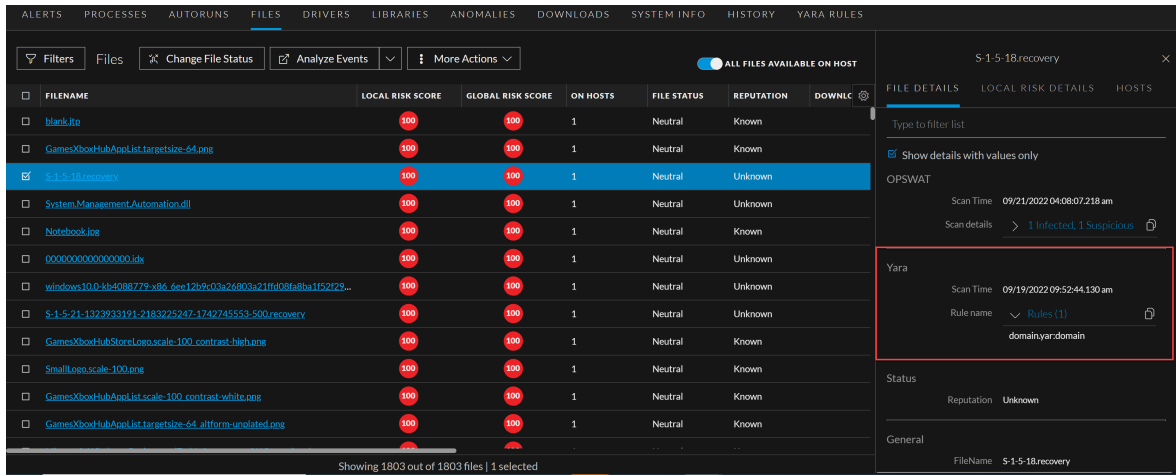 ALERTS PROCESSES AUTORUNS FILES DRIVERS LIBRARIES ANOMALIES DOWNLOADS SYSTEM INFO HISTORY YARA RULES
Filters Files Change File Status Analyze Events More Actions
ALL FILES AVAILABLE ON HOST
FILENAME LOCAL RISK SCORE GLOBAL RISK SCORE ON HOSTS FILE STATUS REPUTATION DOWNLC
blank.jtp 100 100 1 Neutral Known
GamesXboxHubAppList.targetsize-64.png 100 100 1 Neutral Known
S-1-5-18.recovery 100 100 1 Neutral Unknown
System.Management.Automation.dll 100 100 1 Neutral Unknown
Notebook.jpg 100 100 1 Neutral Known
0000000000000000.idx 100 100 1 Neutral Unknown
windows10.0-kb4088779-x86_6ee12b9c03a26803a21ffd08fa8ba1f52f29... 100 100 1 Neutral Known
S-1-5-21-1323933191-2183225247-1742745553-500.recovery 100 100 1 Neutral Unknown
GamesXboxHubStoreLogo.scale-100_contrast-high.png 100 100 1 Neutral Known
SmallLogo.scale-100.png 100 100 1 Neutral Known
GamesXboxHubAppList.scale-100_contrast-white.png 100 100 1 Neutral Known
GamesXboxHubAppList.targetsize-64_altform-unplated.png 100 100 1 Neutral Known
Showing 1803 out of 1803 files | 1 selected
S-1-5-18.recovery
FILE DETAILS LOCAL RISK DETAILS HOSTS
Type to filter list
Show details with values only
OPSWAT
Scan Time 09/21/2022 04:08:07.218 am
Scan details 1 Infected, 1 Suspicious
Yara
Scan Time 09/19/2022 09:52:44.130 am
Rule name Rules (1)
domain.yar:domain
Status
Reputation Unknown
General
FileName S-1-5-18.recovery